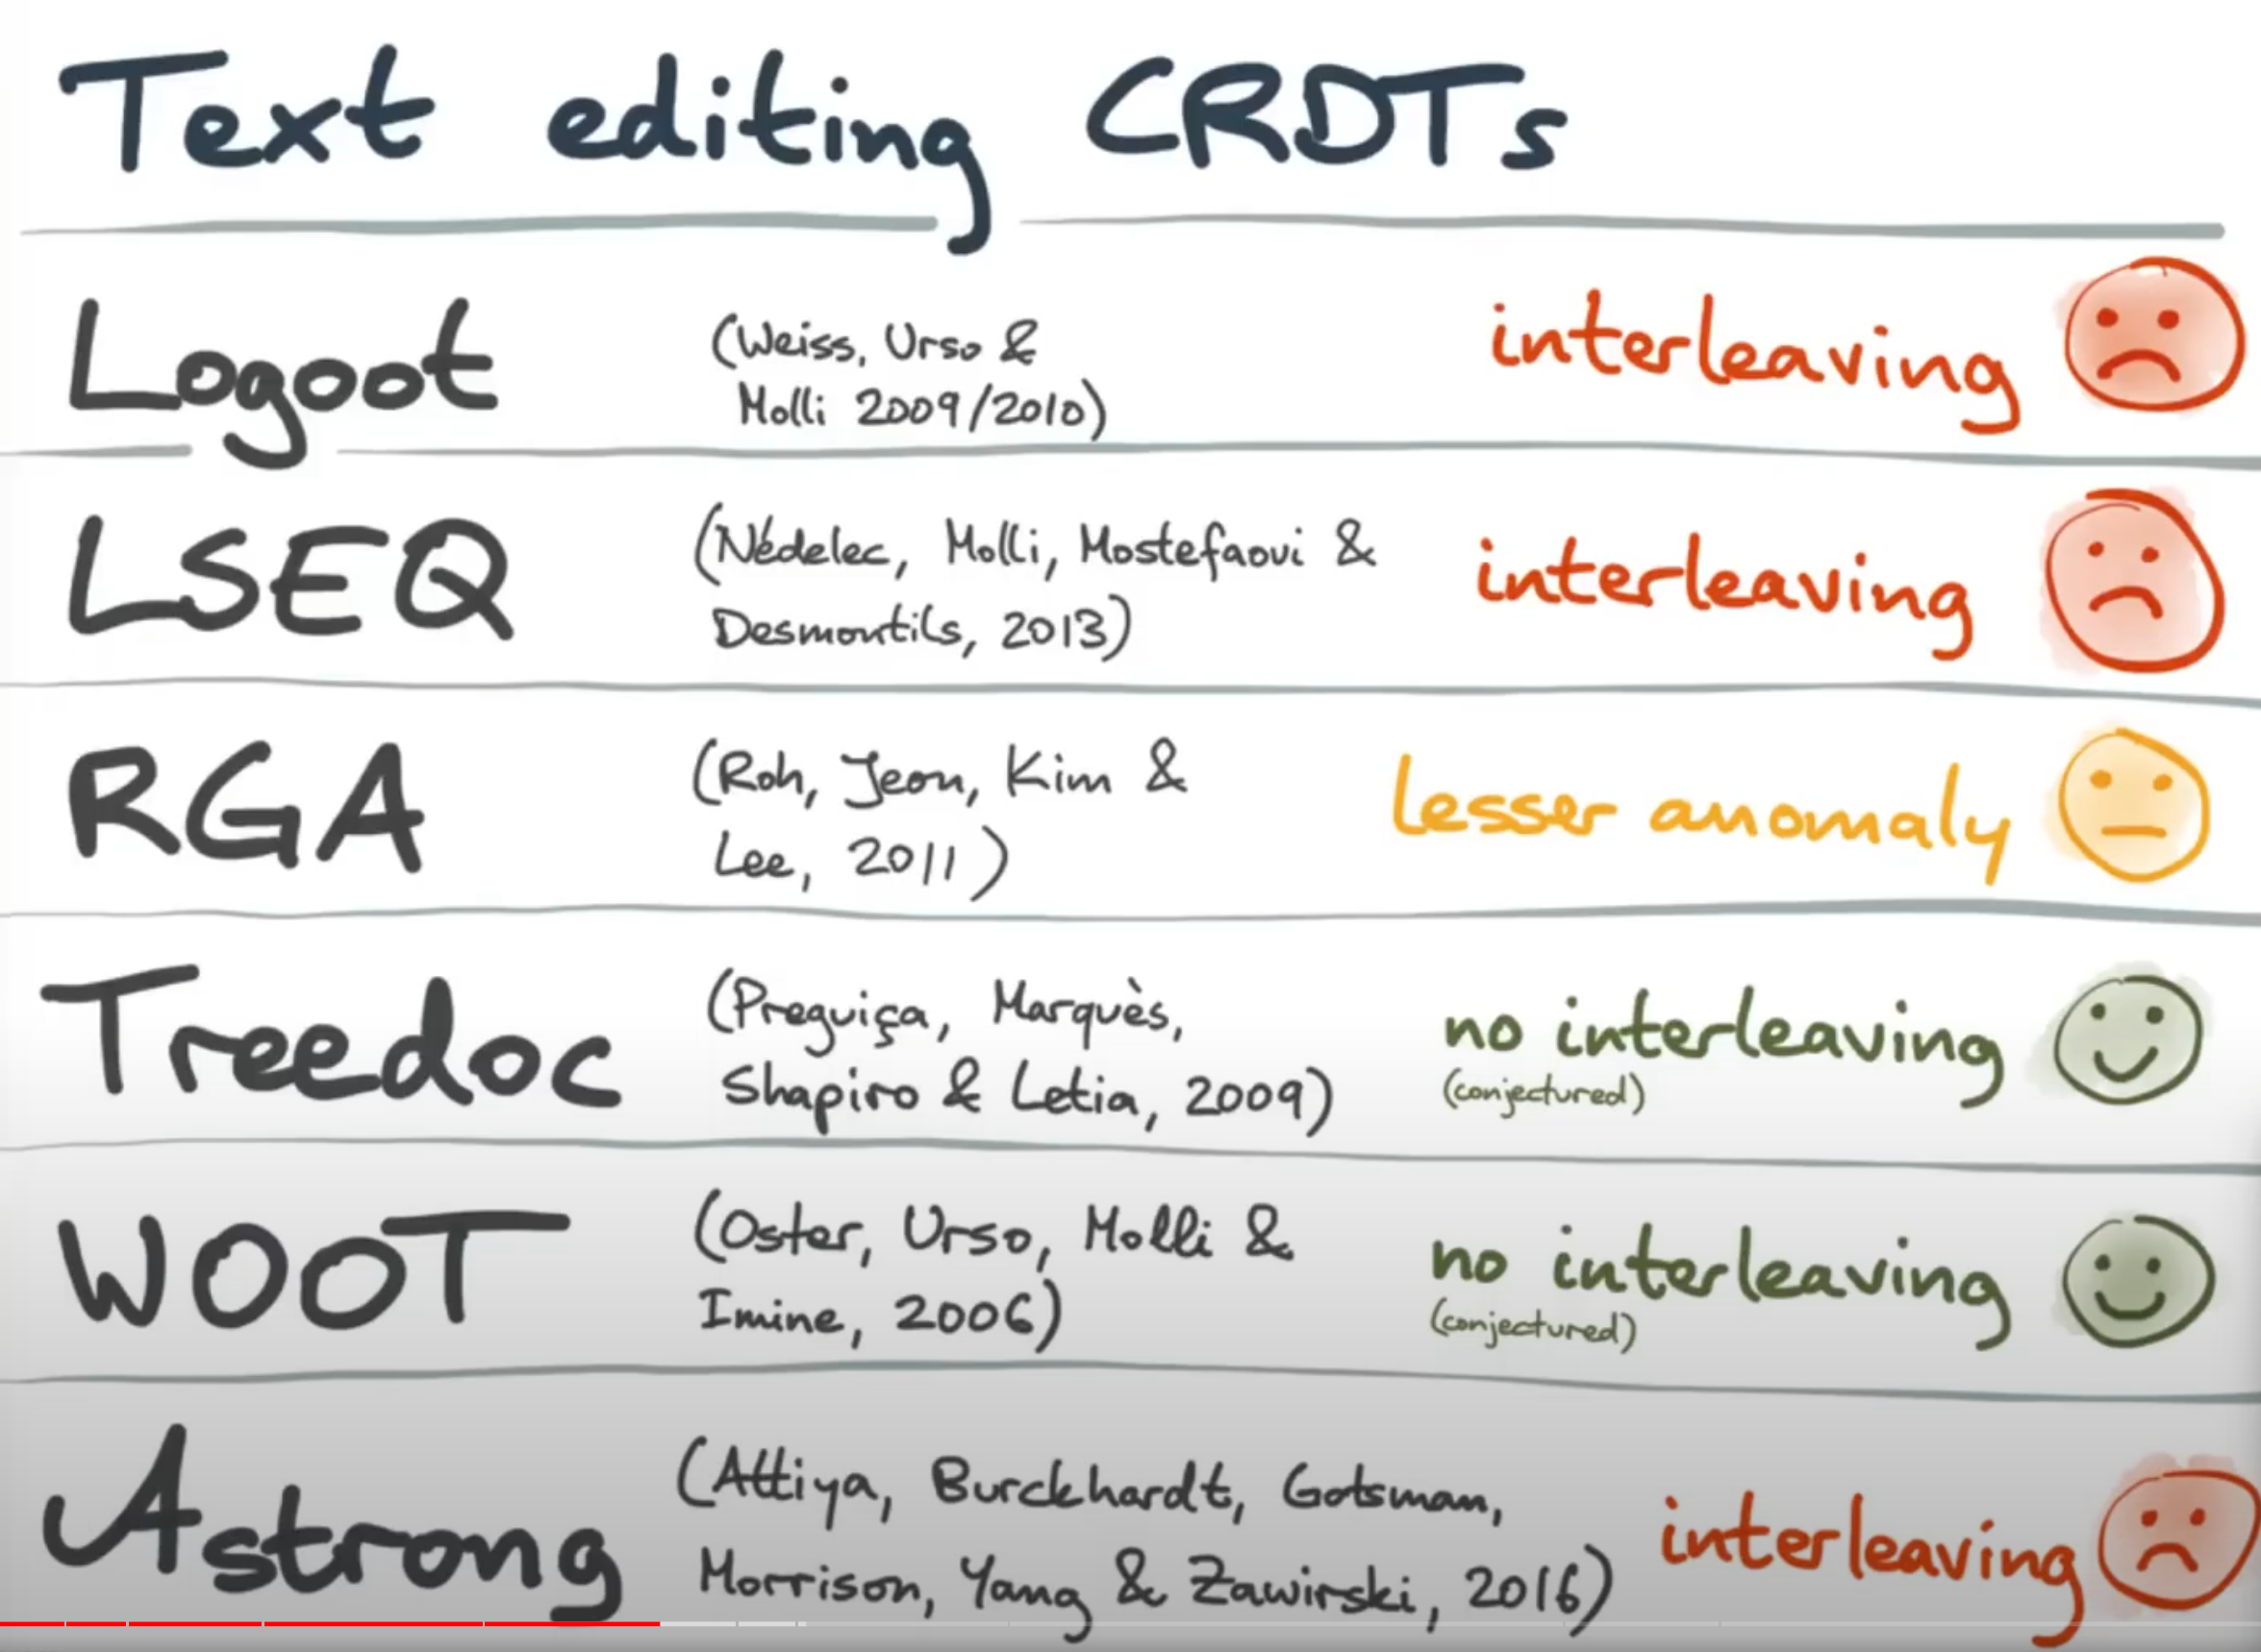 Text editing CRDTs
Logoot
(Weiss, Urso &
Molli 2009/2010)
interleaving
LSEQ
(Nédelec, Molli, Mostefaoui &
Desmontils, 2013)
interleaving
RGA
(Roh, Jeon, Kim &
Lee, 2011)
lesser anomaly
Treedoc
(Preguiça, Marquès,
Shapiro & Letia, 2009)
no interleaving
(conjectured)
WOOT
(Oster, Urso, Molli &
Imine, 2006)
no interleaving
(conjectured)
Astrong
(Attiya, Burckhardt, Gotsman,
Morrison, Yang & Zawirski, 2016)
interleaving